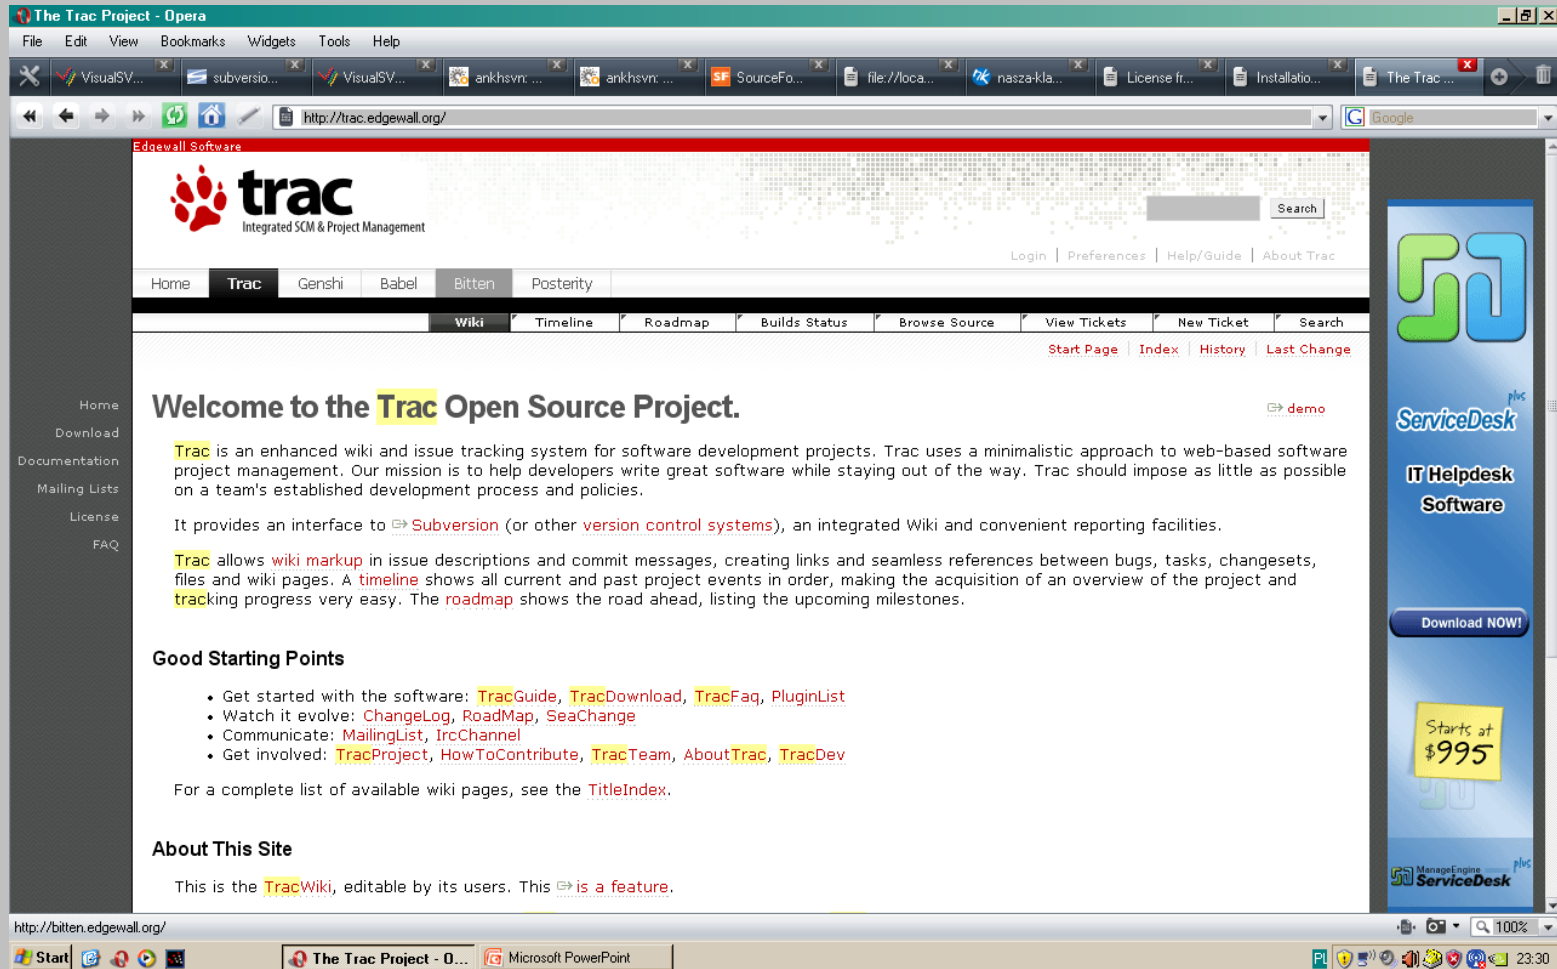 The Trac Project - Opera
File Edit View Bookmarks Widgets Tools Help
VisualSV... subversio... VisualSV... ankhsvn: ... ankhsvn: ... SF SourceFo... file://loca... nasza-kla... License fr... Installatio... The Trac ...
http://trac.edgewall.org/ G Google
Edgewall Software
trac
Integrated SCM & Project Management
Search
Login | Preferences | Help/Guide | About Trac
Home Trac Genshi Babel Bitten Posterity
Wiki Timeline Roadmap Builds Status Browse Source View Tickets New Ticket Search
Start Page | Index | History | Last Change
Home
Download
Documentation
Mailing Lists
License
FAQ
Welcome to the Trac Open Source Project.
demo
Trac is an enhanced wiki and issue tracking system for software development projects. Trac uses a minimalistic approach to web-based software
project management. Our mission is to help developers write great software while staying out of the way. Trac should impose as little as possible
on a team's established development process and policies.
It provides an interface to Subversion (or other version control systems), an integrated Wiki and convenient reporting facilities.
Trac allows wiki markup in issue descriptions and commit messages, creating links and seamless references between bugs, tasks, changesets,
files and wiki pages. A timeline shows all current and past project events in order, making the acquisition of an overview of the project and
tracking progress very easy. The roadmap shows the road ahead, listing the upcoming milestones.
Good Starting Points
• Get started with the software: TracGuide, TracDownload, TracFaq, PluginList
• Watch it evolve: ChangeLog, RoadMap, SeaChange
• Communicate: MailingList, IrcChannel
• Get involved: TracProject, HowToContribute, TracTeam, AboutTrac, TracDev
For a complete list of available wiki pages, see the TitleIndex.
About This Site
This is the TracWiki, editable by its users. This is a feature.
ServiceDesk plus
IT Helpdesk
Software
Download NOW!
Starts at
$995
ManageEngine
ServiceDesk plus
http://bitten.edgewall.org/
100%
Start The Trac Project - O... Microsoft PowerPoint PL 23:30